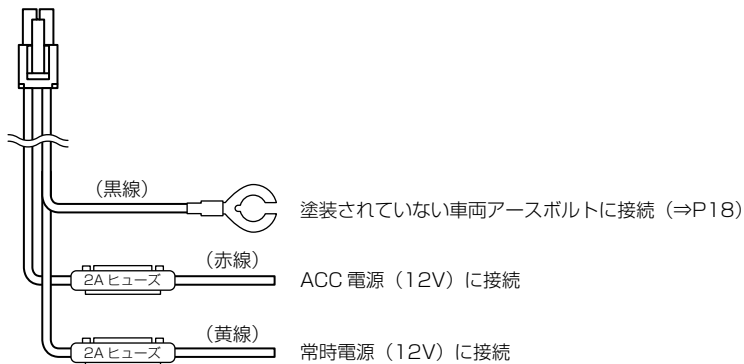 （黒線）
塗装されていない車両アースボルトに接続（⇒P18）
（赤線）
2A ヒューズ
ACC 電源（12V）に接続
（黄線）
2A ヒューズ
常時電源（12V）に接続